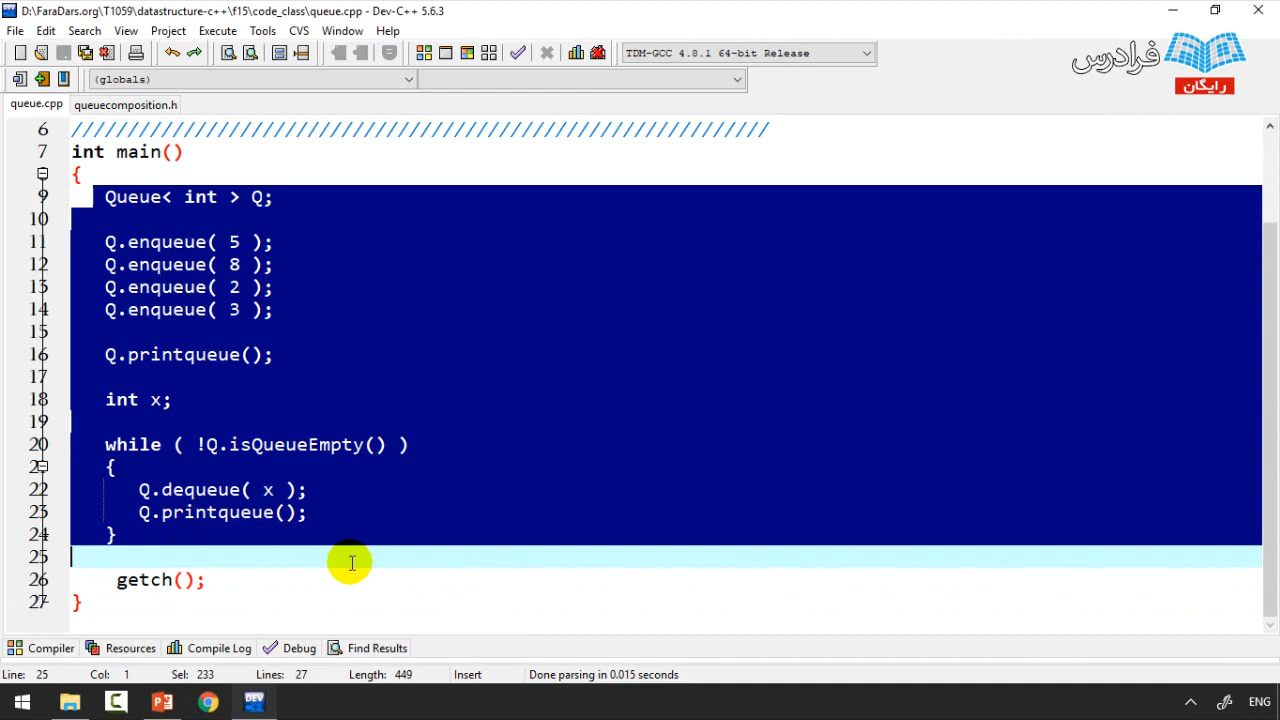 D:\FaraDars.org\T1059\datastructure-c++\f15\code_class\queue.cpp - Dev-C++ 5.6.3
File Edit Search View Project Execute Tools CVS Window Help
TDM-GCC 4.8.1 64-bit Release
فرادرس
رایگان
(globals)
queue.cpp queuecomposition.h
6 //////////////////////////////////////////////////////////////
7 int main()
{
9 Queue< int > Q;
10
11 Q.enqueue( 5 );
12 Q.enqueue( 8 );
13 Q.enqueue( 2 );
14 Q.enqueue( 3 );
15
16 Q.printqueue();
17
18 int x;
19
20 while ( !Q.isQueueEmpty() )
2 {
22 Q.dequeue( x );
23 Q.printqueue();
24 }
25
26 getch();
27 }
Compiler Resources Compile Log Debug Find Results
Line: 25 Col: 1 Sel: 233 Lines: 27 Length: 449 Insert Done parsing in 0.015 seconds
DEV ENG